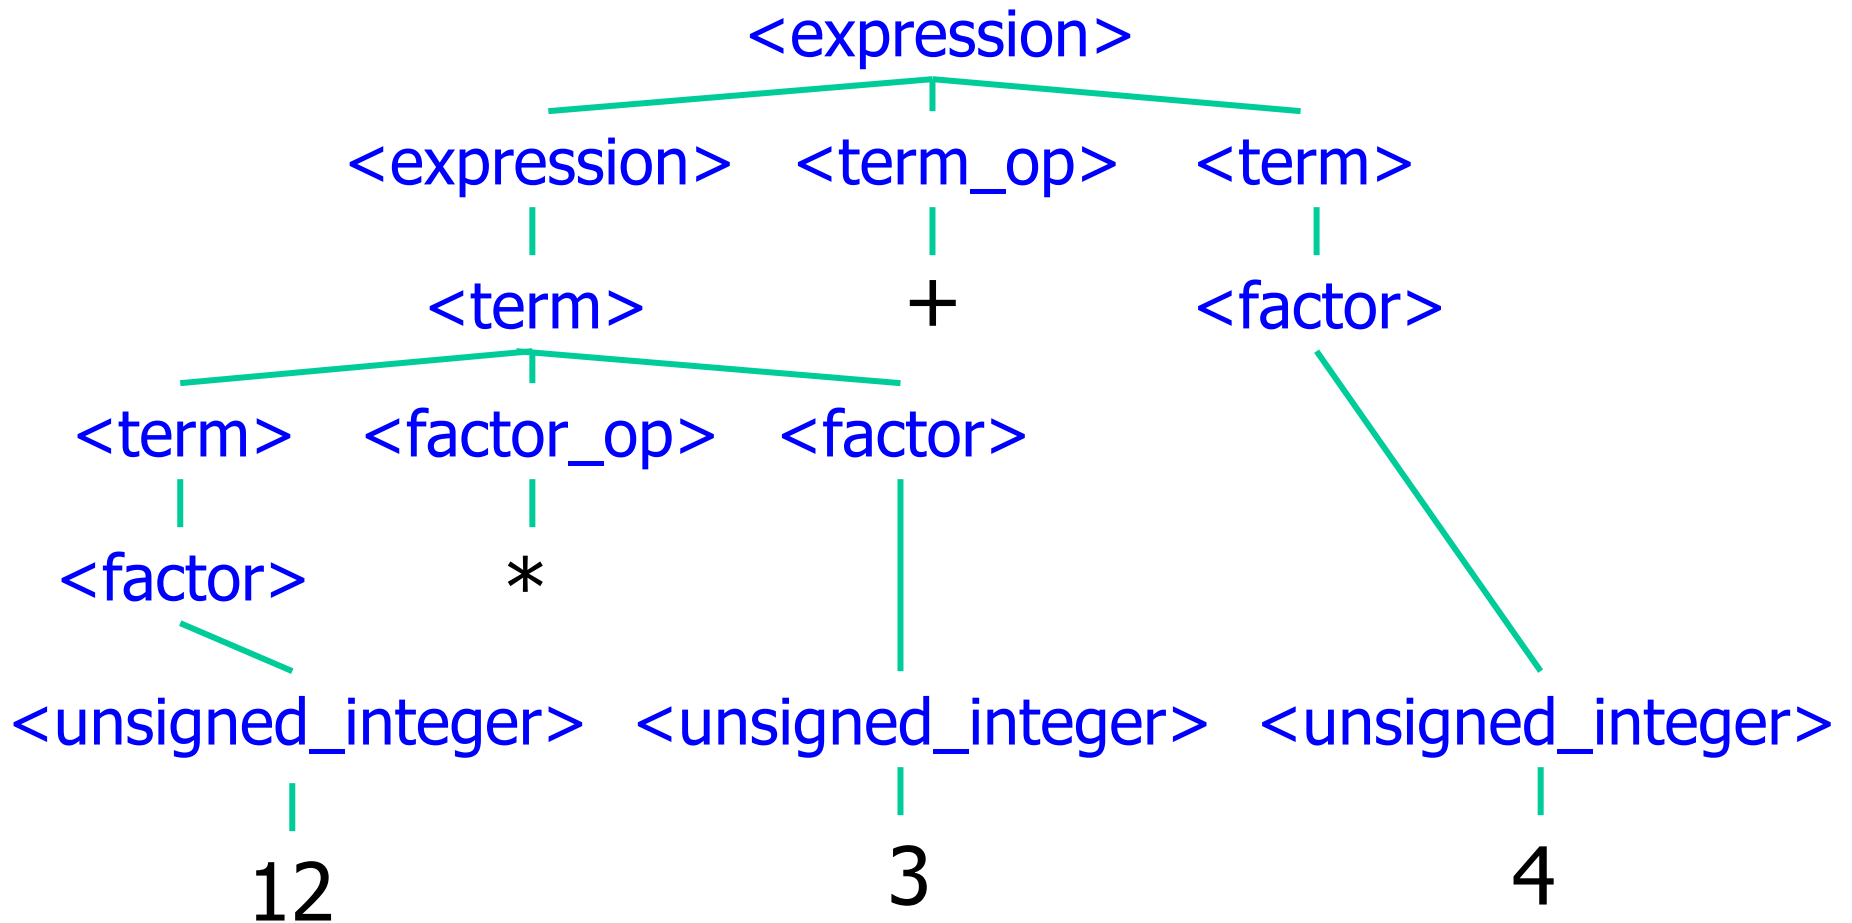 <expression>
<expression> <term_op> <term>
<term> + <factor>
<term> <factor_op> <factor>
<factor> *
<unsigned_integer> <unsigned_integer> <unsigned_integer>
12 3 4